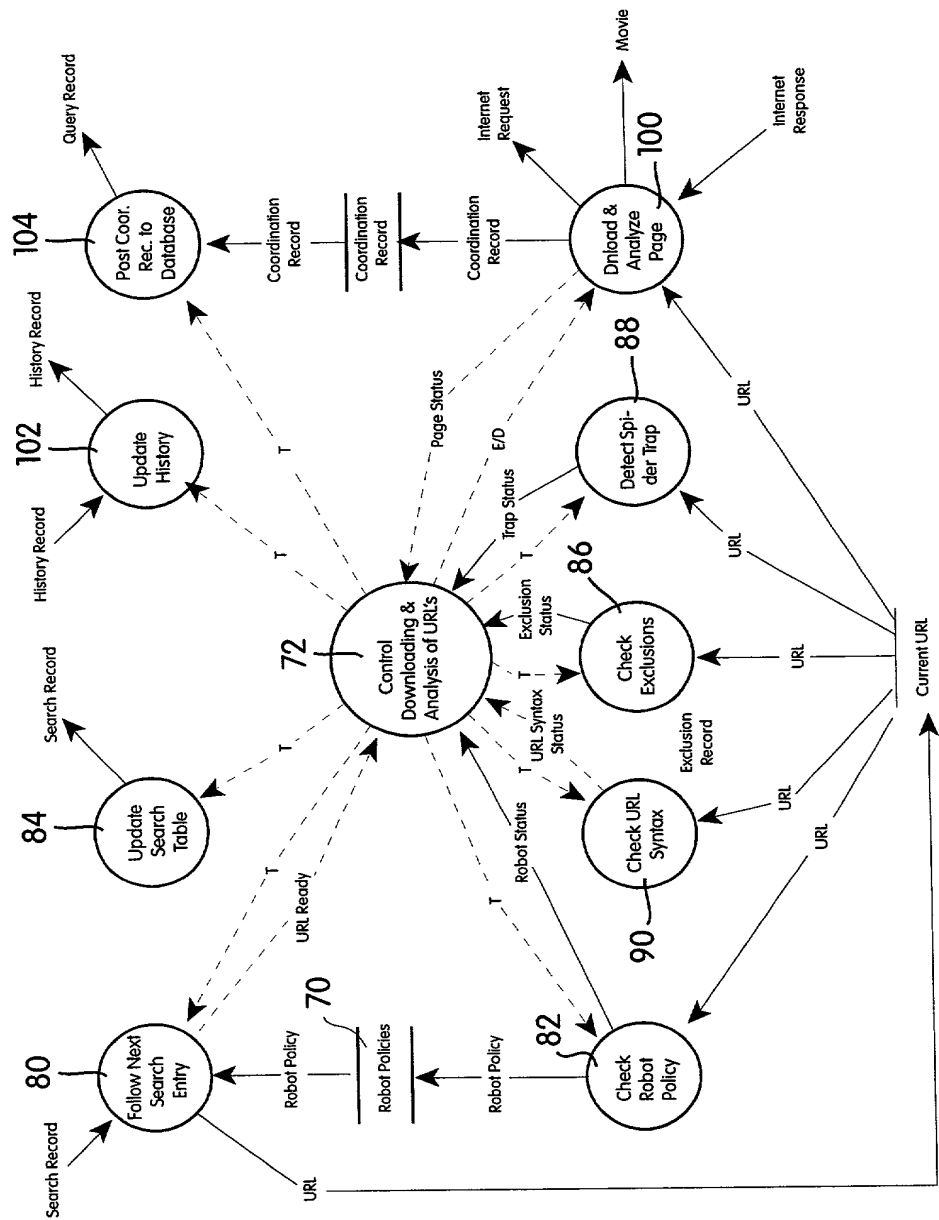 Search Record
80
Follow Next
Search
Entry
URL
Robot Policy
70
Robot Policies
Robot Policy
82
Check
Robot
Policy
84
Update
Search
Table
Search Record
T
URL Ready
T
T
Robot Status
72
Control
Downloading &
Analysis of URL's
T
URL Syntax
Status
90
Check URL
Syntax
Exclusion
Record
T
Exclusion
Status
86
Check
Exclusions
102
Update
History
History Record
History Record
T
T
Trap Status
T
88
Detect Spi-
der Trap
Page Status
E/D
104
Post Coor.
Rec. to
Database
Query Record
Coordination
Record
Coordination
Record
Coordination
Record
100
Dnload &
Analyze
Page
Internet
Request
Movie
Internet
Response
URL
URL
URL
URL
URL
Current URL